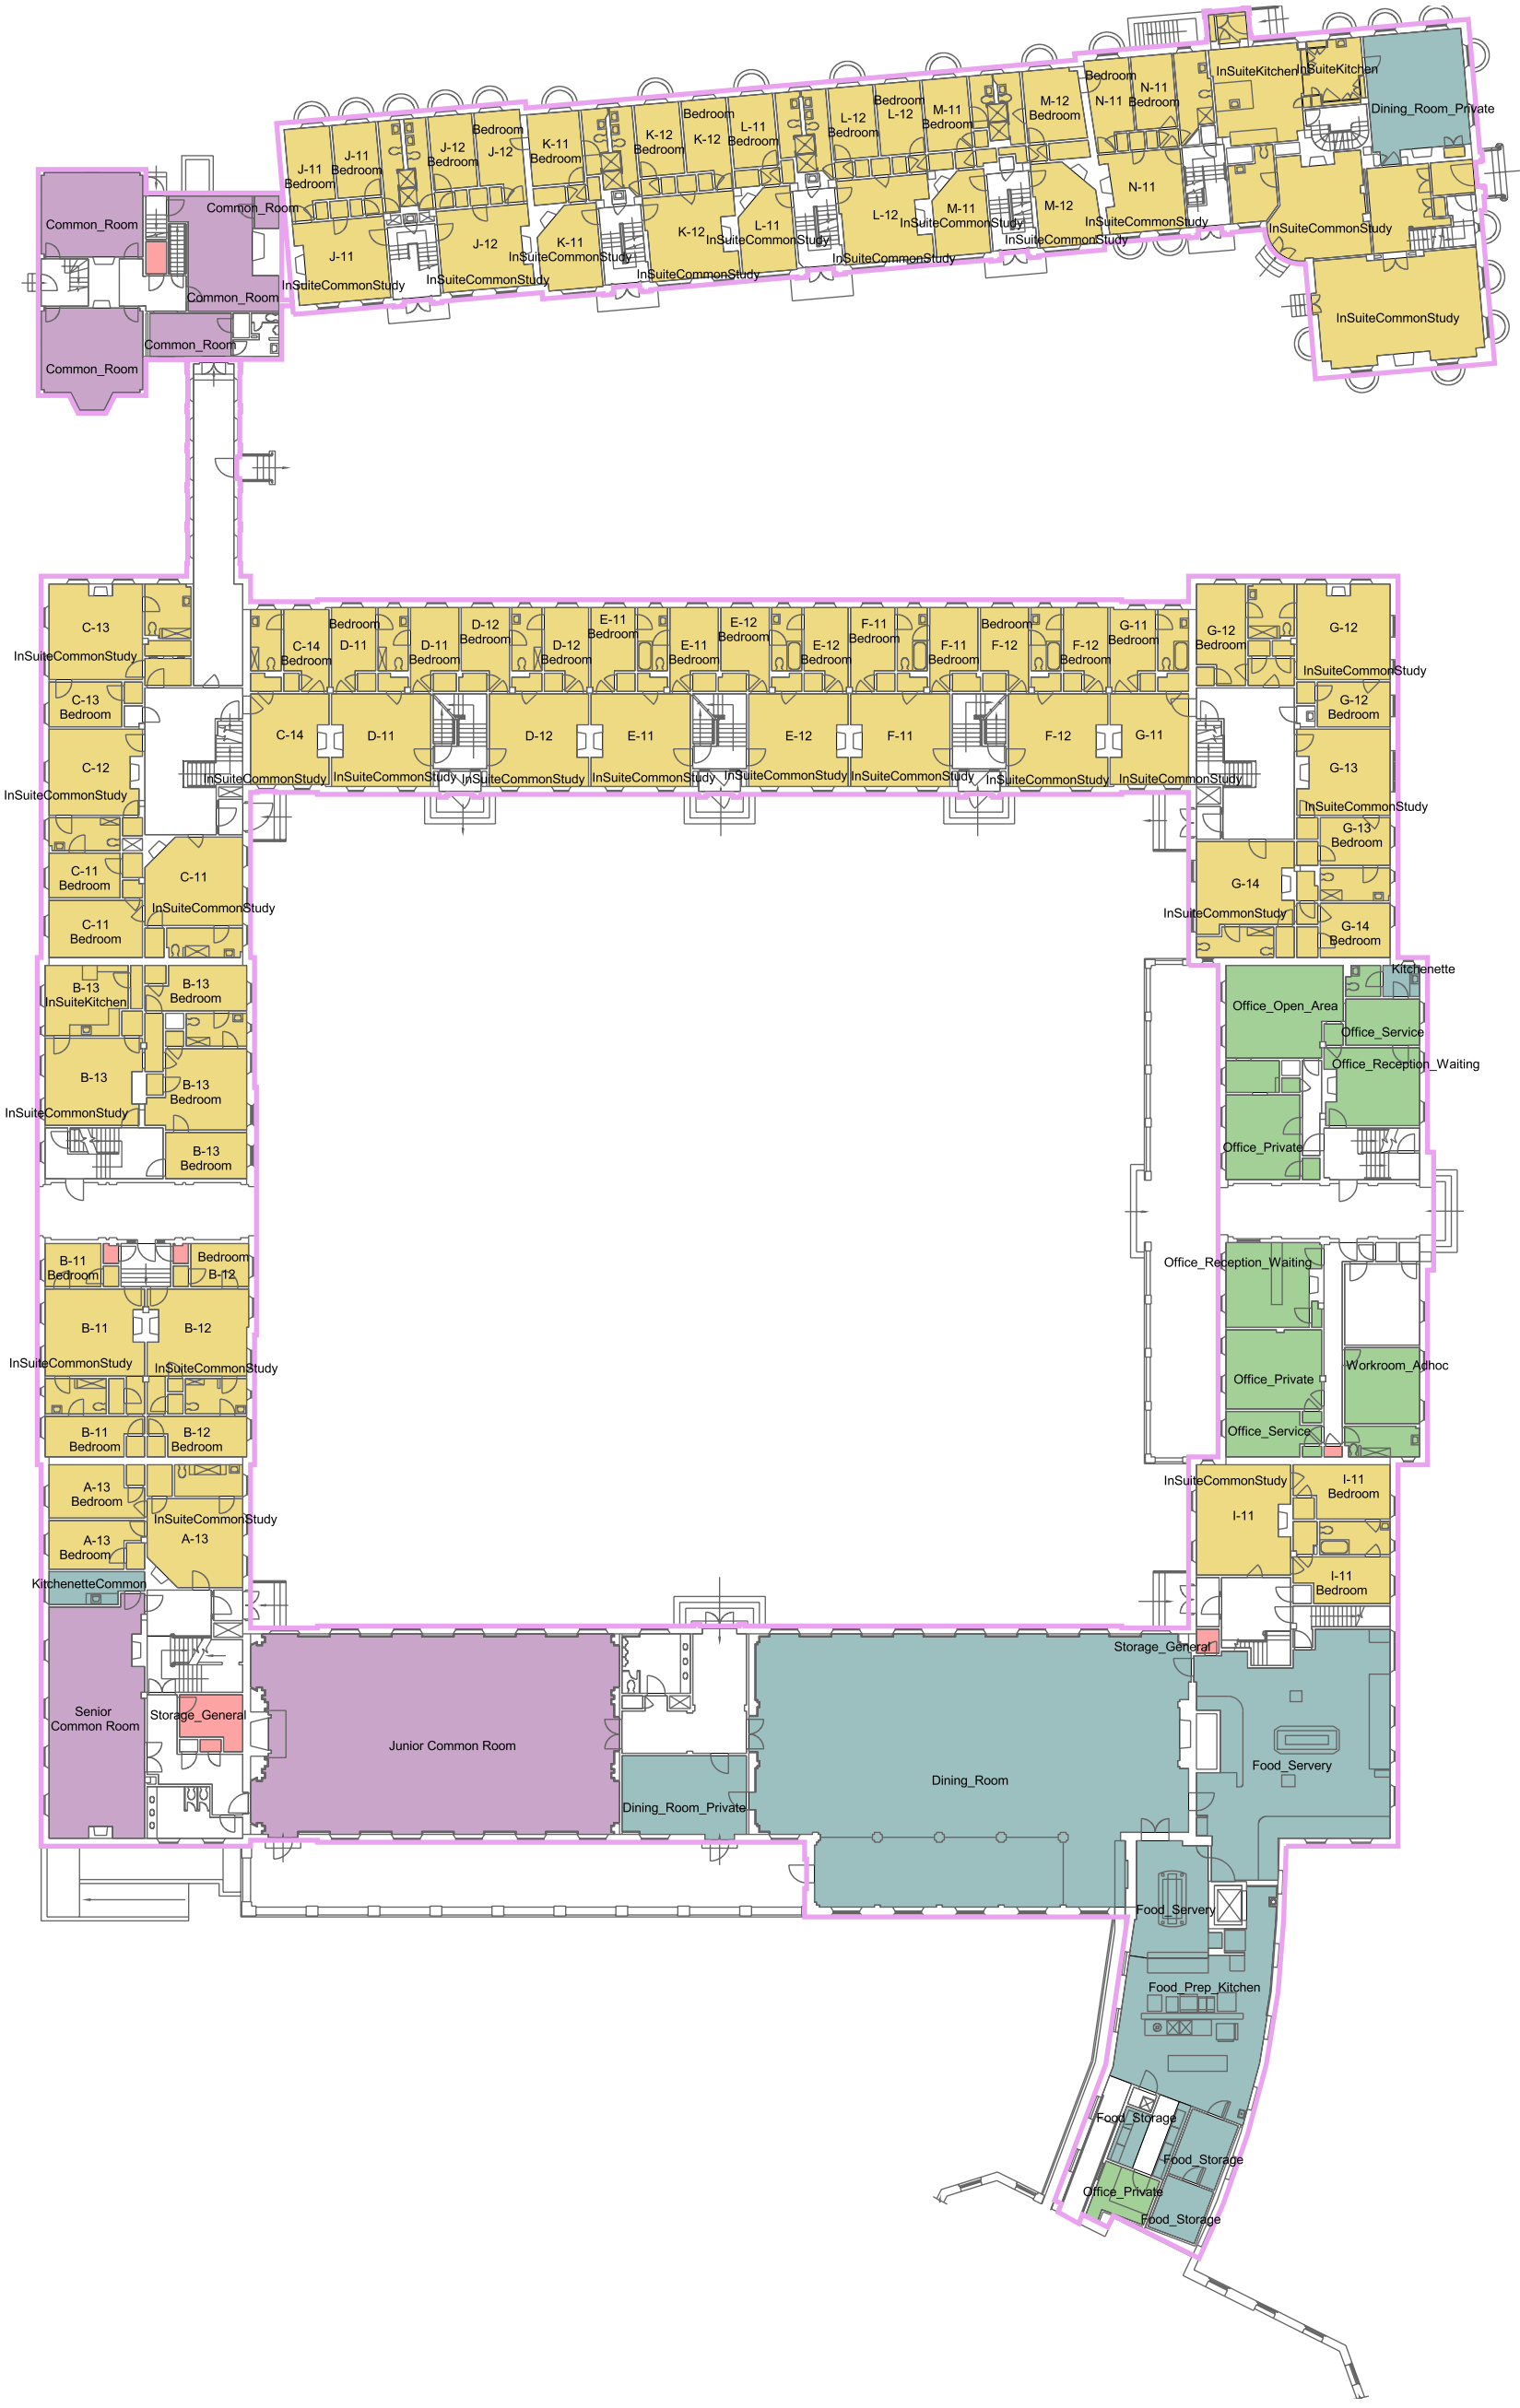 InSuiteKitchen
InSuiteKitchen
Dining_Room_Private
Bedroom
N-11
N-11
Bedroom
M-12
Bedroom
M-11
Bedroom
Bedroom
L-12
L-12
Bedroom
L-11
Bedroom
Bedroom
K-12
K-12
Bedroom
K-11
Bedroom
Bedroom
J-12
J-12
Bedroom
J-11
Bedroom
J-11
Bedroom
Common_Room
Common_Room
Common_Room
Common_Room
Common_Room
J-11
InSuiteCommonStudy
J-12
InSuiteCommonStudy
K-11
InSuiteCommonStudy
K-12
InSuiteCommonStudy
L-11
InSuiteCommonStudy
L-12
InSuiteCommonStudy
M-11
InSuiteCommonStudy
M-12
InSuiteCommonStudy
N-11
InSuiteCommonStudy
InSuiteCommonStudy
InSuiteCommonStudy
C-13
InSuiteCommonStudy
C-14
Bedroom
Bedroom
D-11
D-11
Bedroom
D-12
Bedroom
D-12
Bedroom
E-11
Bedroom
E-11
Bedroom
E-12
Bedroom
E-12
Bedroom
F-11
Bedroom
F-11
Bedroom
Bedroom
F-12
F-12
Bedroom
G-11
Bedroom
G-12
Bedroom
G-12
InSuiteCommonStudy
C-13
Bedroom
G-12
Bedroom
C-14
InSuiteCommonStudy
D-11
InSuiteCommonStudy
D-12
InSuiteCommonStudy
E-11
InSuiteCommonStudy
E-12
InSuiteCommonStudy
F-11
InSuiteCommonStudy
F-12
InSuiteCommonStudy
G-11
InSuiteCommonStudy
C-12
InSuiteCommonStudy
G-13
InSuiteCommonStudy
G-13
Bedroom
C-11
Bedroom
C-11
InSuiteCommonStudy
C-11
Bedroom
G-14
InSuiteCommonStudy
G-14
Bedroom
B-13
InSuiteKitchen
B-13
Bedroom
Kitchenette
Office_Open_Area
Office_Service
Office_Reception_Waiting
B-13
InSuiteCommonStudy
B-13
Bedroom
B-13
Bedroom
Office_Private
B-11
Bedroom
Bedroom
B-12
Office_Reception_Waiting
B-11
InSuiteCommonStudy
B-12
InSuiteCommonStudy
Office_Private
Workroom_Adhoc
B-11
Bedroom
B-12
Bedroom
Office_Service
A-13
Bedroom
InSuiteCommonStudy
A-13
A-13
Bedroom
InSuiteCommonStudy
I-11
I-11
Bedroom
I-11
Bedroom
KitchenetteCommon
Storage_General
Senior
Common Room
Storage_General
Junior Common Room
Dining_Room_Private
Dining_Room
Food_Servery
Food_Servery
Food_Prep_Kitchen
Food_Storage
Food_Storage
Office_Private
Food_Storage